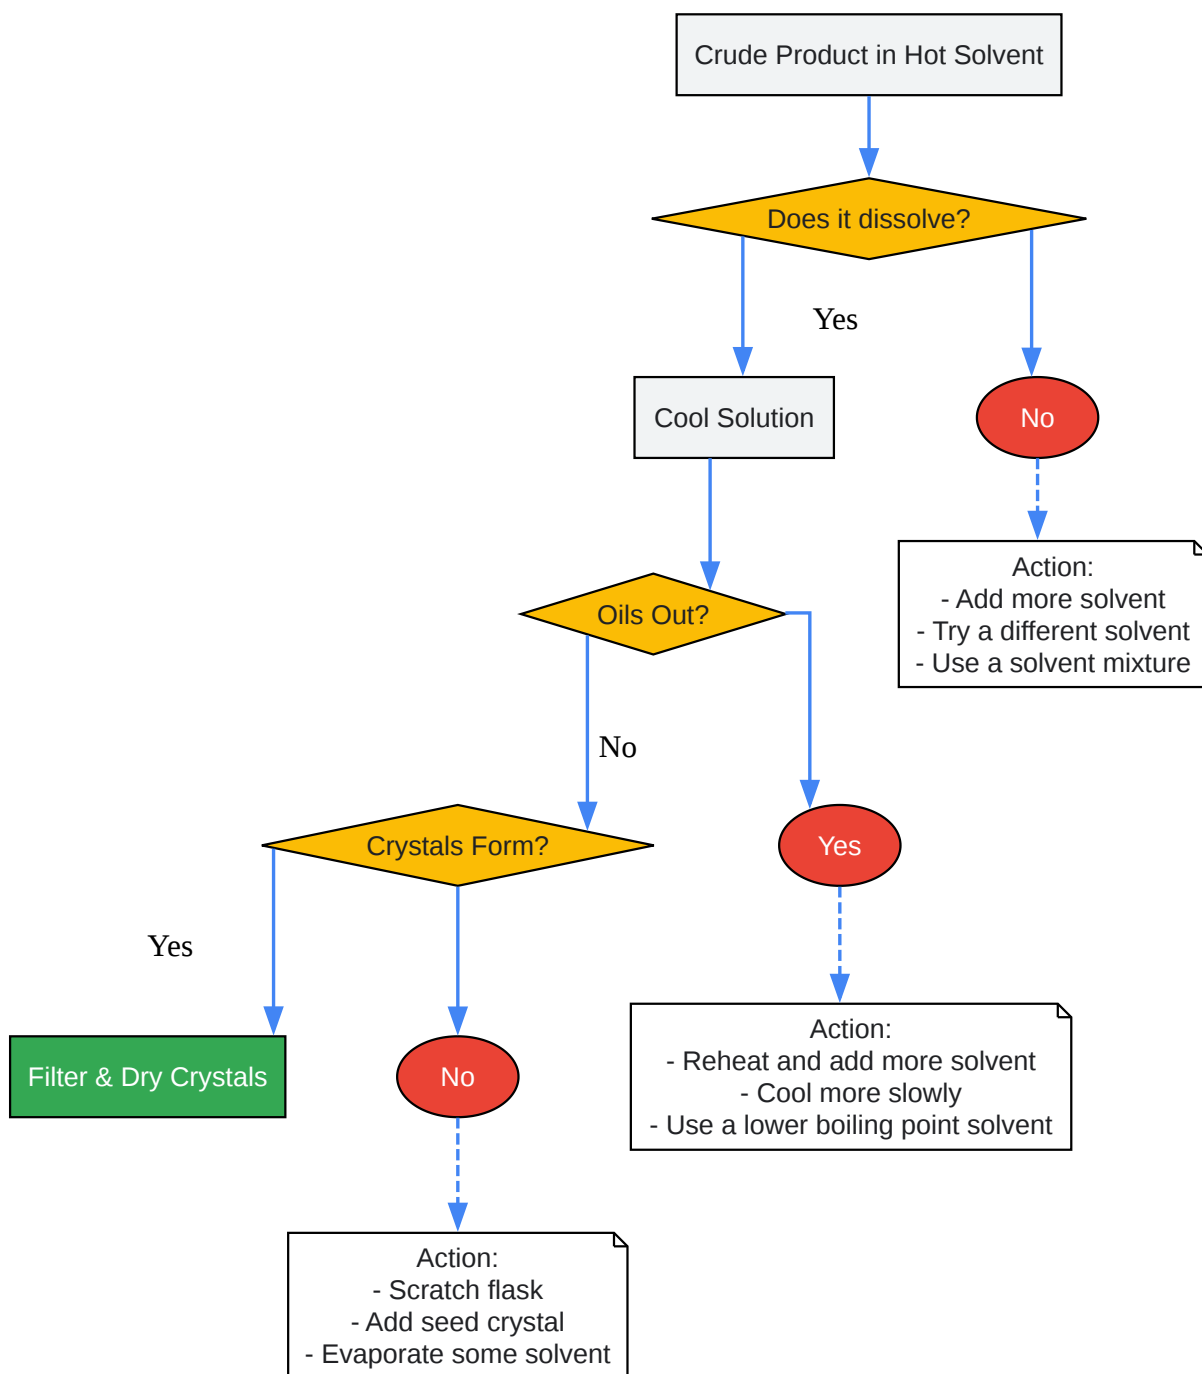 Crude Product in Hot Solvent
Does it dissolve?
Yes
Cool Solution
No
Action:
- Add more solvent
- Try a different solvent
- Use a solvent mixture
Oils Out?
No
Crystals Form?
Yes
Yes
Filter & Dry Crystals
No
Action:
- Reheat and add more solvent
- Cool more slowly
- Use a lower boiling point solvent
Action:
- Scratch flask
- Add seed crystal
- Evaporate some solvent